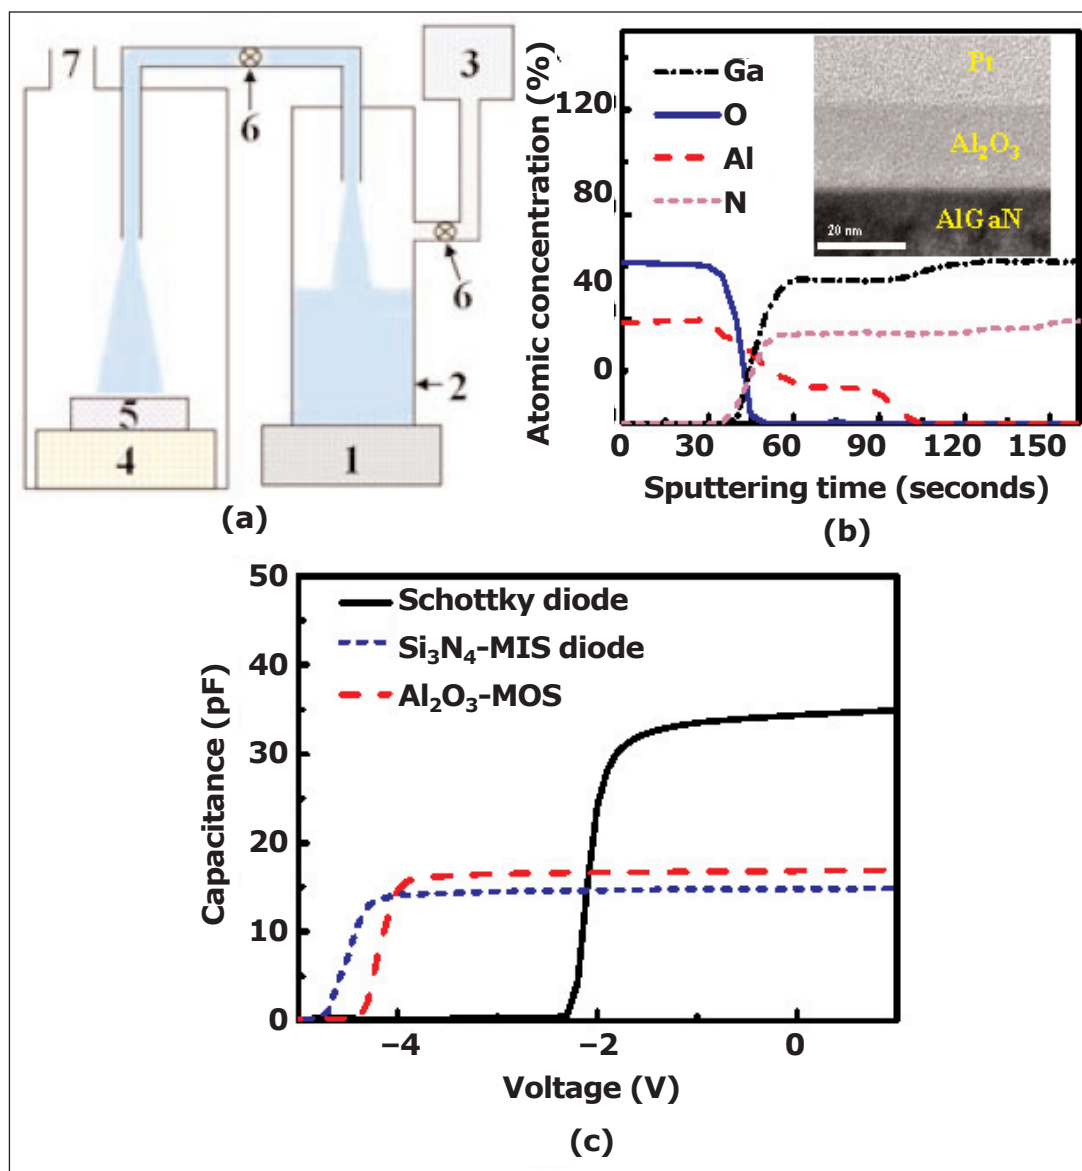 7
6
3
6
2
5
4
1
(a)
Atomic concentration (%)
120
80
40
0
Ga
O
Al
N
Pt
Al₂O₃
AlGaN
20 nm
0 30 60 90 120 150
Sputtering time (seconds)
(b)
Capacitance (pF)
50
40
30
20
10
0
Schottky diode
Si₃N₄-MIS diode
Al₂O₃-MOS
−4 −2 0
Voltage (V)
(c)